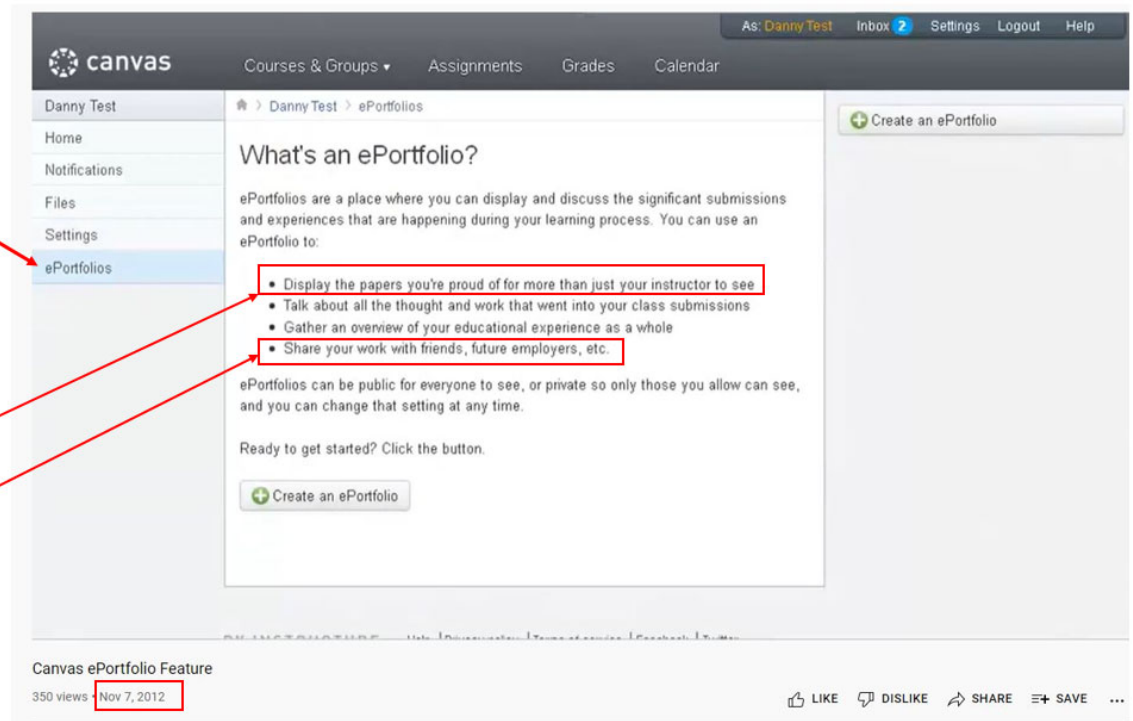 As: Danny Test Inbox 2 Settings Logout Help
canvas Courses & Groups Assignments Grades Calendar
Danny Test
Home
Notifications
Files
Settings
ePortfolios
Danny Test > ePortfolios
What's an ePortfolio?
ePortfolios are a place where you can display and discuss the significant submissions
and experiences that are happening during your learning process. You can use an
ePortfolio to:
• Display the papers you're proud of for more than just your instructor to see
• Talk about all the thought and work that went into your class submissions
• Gather an overview of your educational experience as a whole
• Share your work with friends, future employers, etc.
ePortfolios can be public for everyone to see, or private so only those you allow can see,
and you can change that setting at any time.
Ready to get started? Click the button.
Create an ePortfolio
Create an ePortfolio
Canvas ePortfolio Feature
350 views • Nov 7, 2012 LIKE DISLIKE SHARE SAVE ...